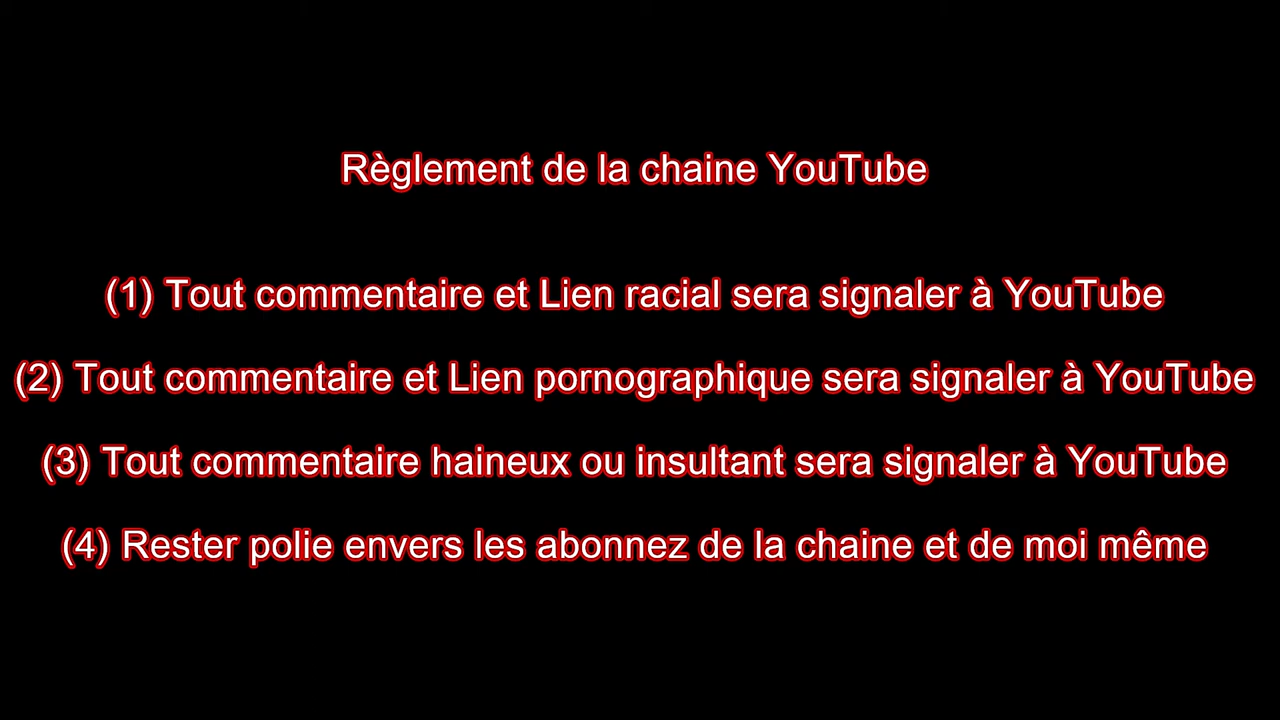 Règlement de la chaine YouTube
(1) Tout commentaire et Lien racial sera signaler à YouTube
(2) Tout commentaire et Lien pornographique sera signaler à YouTube
(3) Tout commentaire haineux ou insultant sera signaler à YouTube
(4) Rester polie envers les abonnez de la chaine et de moi même